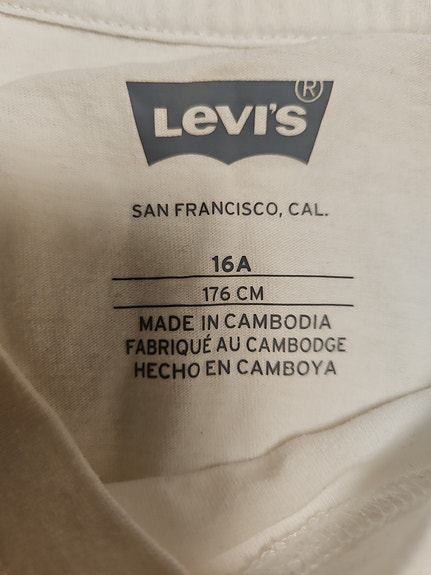 Levi's®
SAN FRANCISCO, CAL.
16A
176 CM
MADE IN CAMBODIA
FABRIQUÉ AU CAMBODGE
HECHO EN CAMBOYA